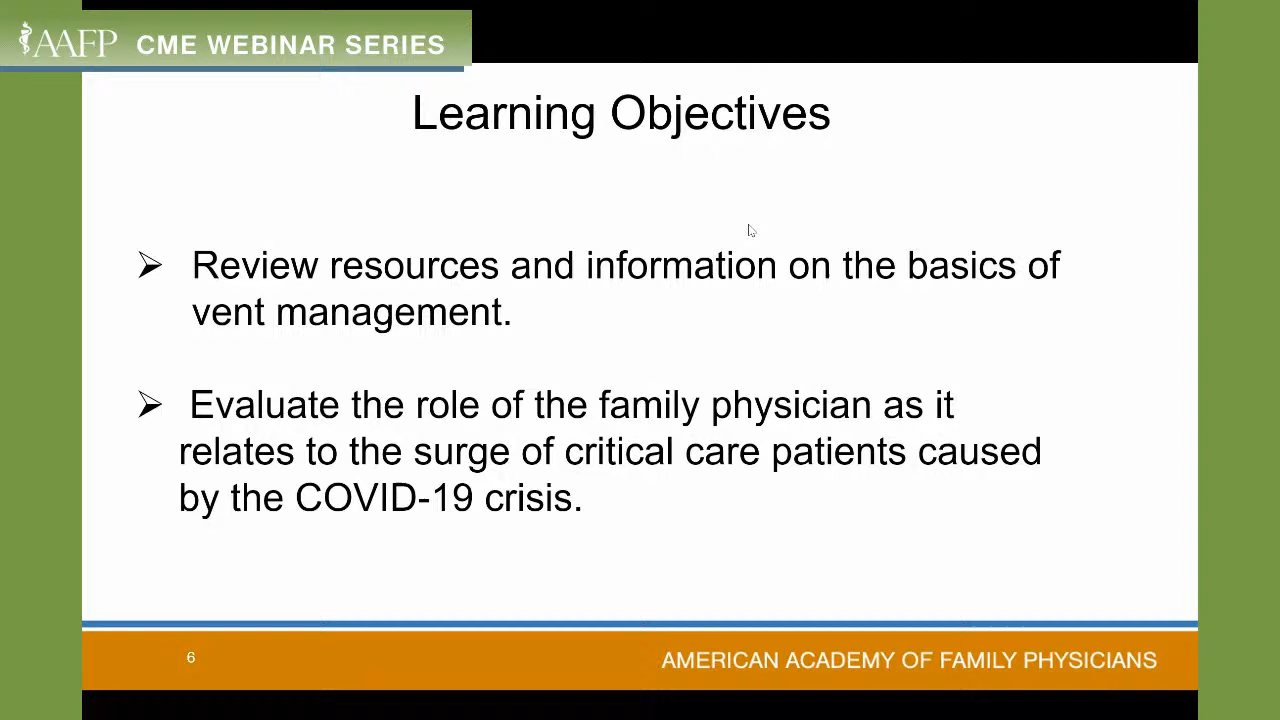 AAFP CME WEBINAR SERIES
Learning Objectives
➢ Review resources and information on the basics of
vent management.
➢ Evaluate the role of the family physician as it
relates to the surge of critical care patients caused
by the COVID-19 crisis.
6
AMERICAN ACADEMY OF FAMILY PHYSICIANS